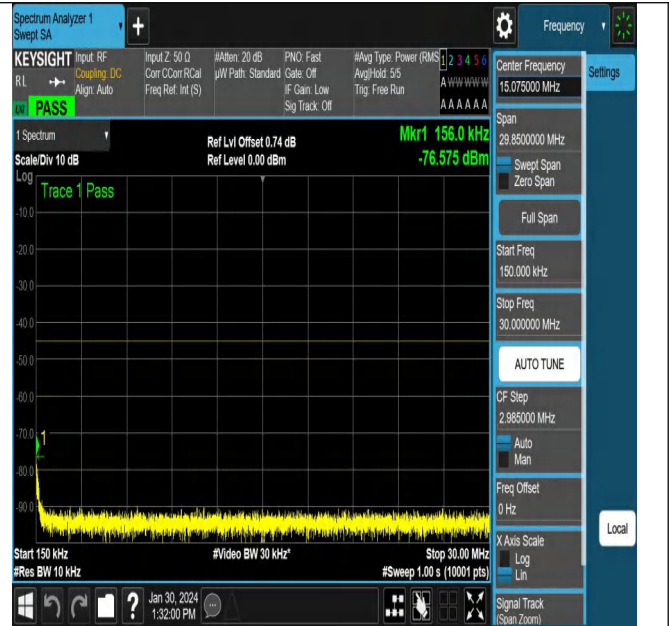 Spectrum Analyzer 1
Swept SA
+
Frequency
KEYSIGHT
RL
PASS
Input: RF
Coupling: DC
Align: Auto
Input Z: 50 Ω
Corr CCorr RCal
Freq Ref: Int (S)
#Atten: 20 dB
µW Path: Standard
PNO: Fast
Gate: Off
IF Gain: Low
Sig Track: Off
#Avg Type: Power (RMS
Avg|Hold: 5/5
Trig: Free Run
1 2 3 4 5 6
A W W W W W
A A A A A A
1 Spectrum
Scale/Div 10 dB
Ref Lvl Offset 0.74 dB
Ref Level 0.00 dBm
Mkr1 156.0 kHz
-76.575 dBm
Log
Trace 1 Pass
-10.0
-20.0
-30.0
-40.0
-50.0
-60.0
-70.0
1
-80.0
-90.0
Start 150 kHz
#Video BW 30 kHz*
Stop 30.00 MHz
#Res BW 10 kHz
#Sweep 1.00 s (10001 pts)
Jan 30, 2024
1:32:00 PM
Center Frequency
15.075000 MHz
Settings
Span
29.8500000 MHz
Swept Span
Zero Span
Full Span
Start Freq
150.000 kHz
Stop Freq
30.000000 MHz
AUTO TUNE
CF Step
2.985000 MHz
Auto
Man
Freq Offset
0 Hz
X Axis Scale
Log
Lin
Local
Signal Track
(Span Zoom)